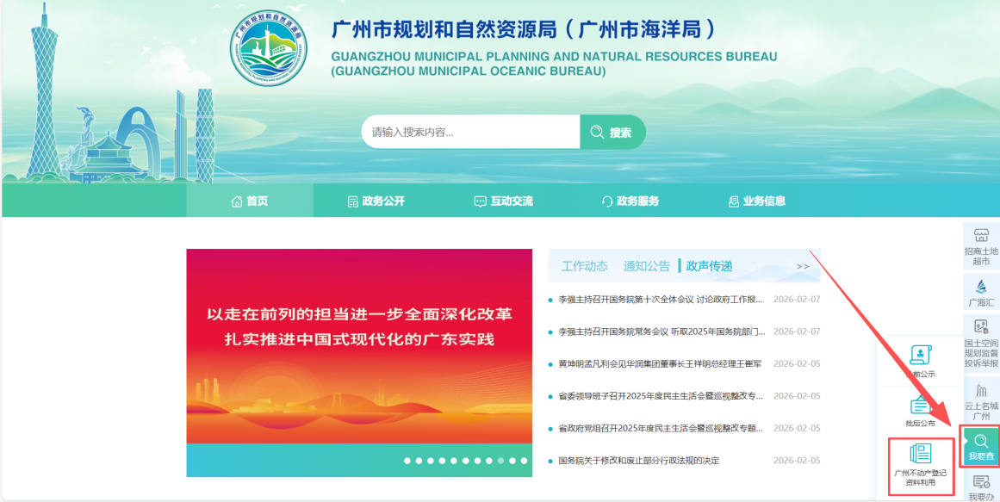 广州市规划和自然资源局（广州市海洋局）
GUANGZHOU MUNICIPAL PLANNING AND NATURAL RESOURCES BUREAU
(GUANGZHOU MUNICIPAL OCEANIC BUREAU)
请输入搜索内容...
搜索
首页
政务公开
互动交流
政务服务
业务信息
以走在前列的担当进一步全面深化改革
扎实推进中国式现代化的广东实践
工作动态 通知公告 政声传递 >>
李强主持召开国务院第十次全体会议 讨论政府工作报... 2026-02-07
李强主持召开国务院常务会议 听取2025年国务院部门... 2026-02-07
黄坤明孟凡利会见华润集团董事长王祥明总经理王崔军 2026-02-05
省委领导班子召开2025年度民主生活会暨巡视整改专... 2026-02-05
省政府党组召开2025年度民主生活会暨巡视整改专题... 2026-02-05
国务院关于修改和废止部分行政法规的决定 2026-02-05
前公示
批后公布
广州不动产登记
资料利用
招商土地
超市
广海汇
国土空间
规划监督
投诉举报
云上名城
广州
我要查
我要办